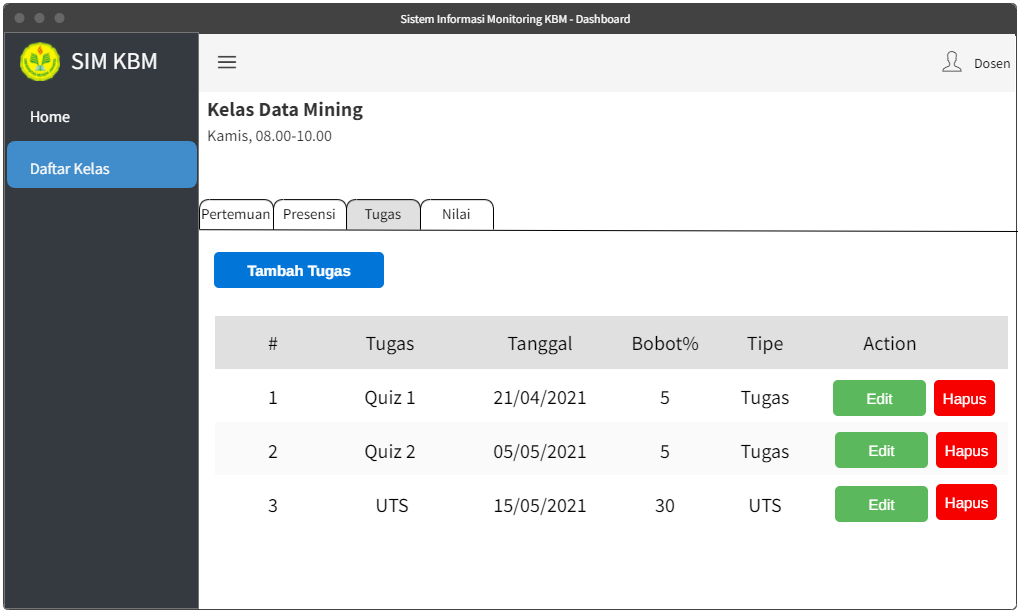 Sistem Informasi Monitoring KBM - Dashboard
SIM KBM
Dosen
Home
Daftar Kelas
Kelas Data Mining
Kamis, 08.00-10.00
Pertemuan Presensi Tugas Nilai
Tambah Tugas
# Tugas Tanggal Bobot% Tipe Action
1 Quiz 1 21/04/2021 5 Tugas Edit Hapus
2 Quiz 2 05/05/2021 5 Tugas Edit Hapus
3 UTS 15/05/2021 30 UTS Edit Hapus